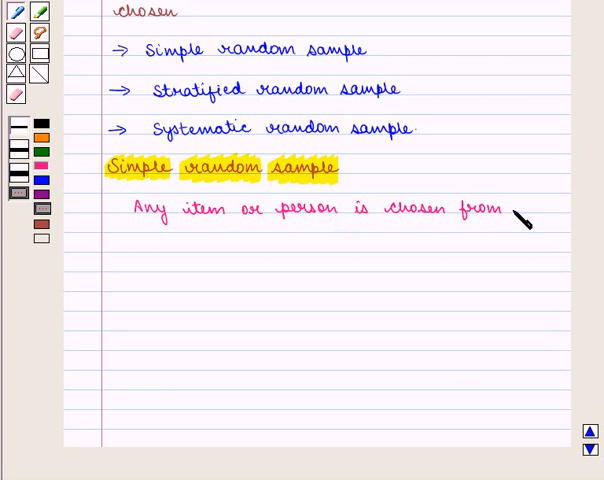 chosen
→ Simple random sample
→ Stratified random sample
→ Systematic random sample.
Simple random sample
Any item or person is chosen from